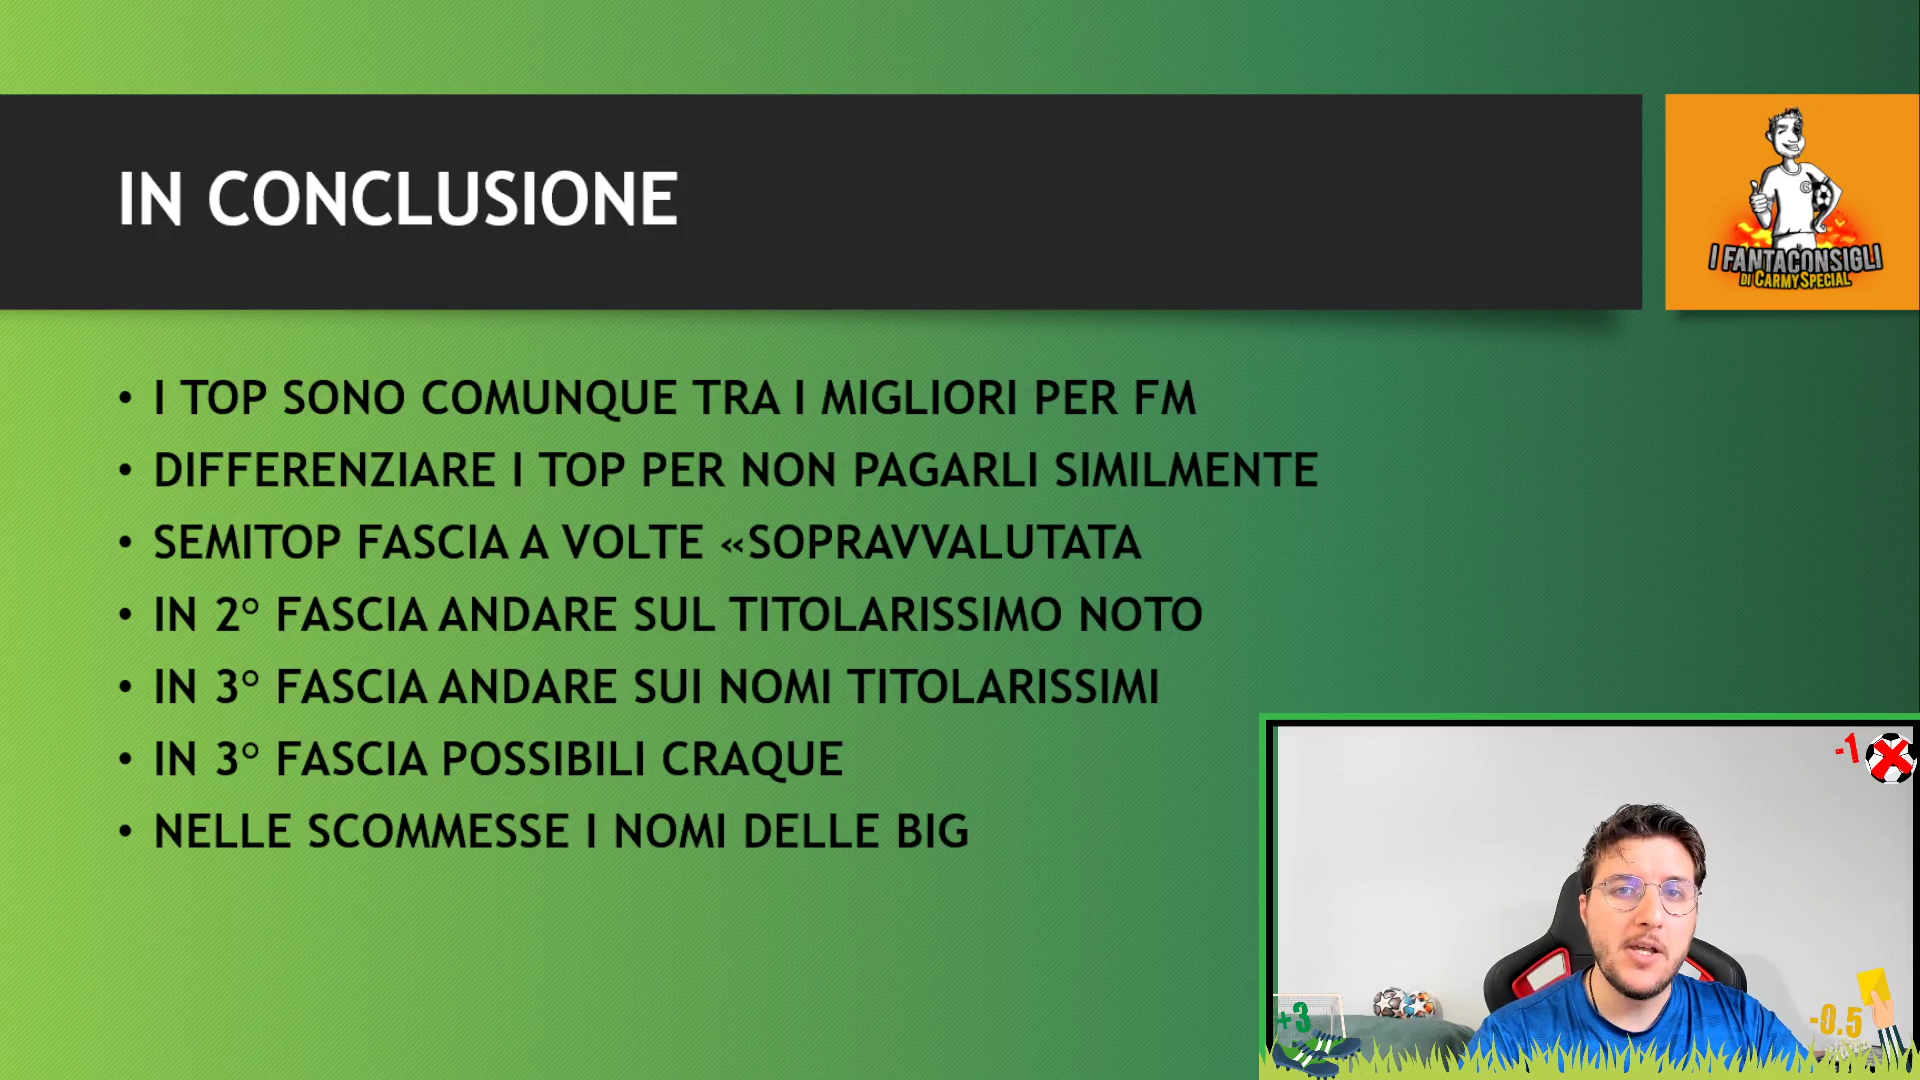 IN CONCLUSIONE
I FANTACONSIGLI
DI CARMYSPECIAL
• I TOP SONO COMUNQUE TRA I MIGLIORI PER FM
• DIFFERENZIARE I TOP PER NON PAGARLI SIMILMENTE
• SEMITOP FASCIA A VOLTE «SOPRAVVALUTATA
• IN 2° FASCIA ANDARE SUL TITOLARISSIMO NOTO
• IN 3° FASCIA ANDARE SUI NOMI TITOLARISSIMI
• IN 3° FASCIA POSSIBILI CRAQUE
• NELLE SCOMMESSE I NOMI DELLE BIG
-1
+3
-0.5